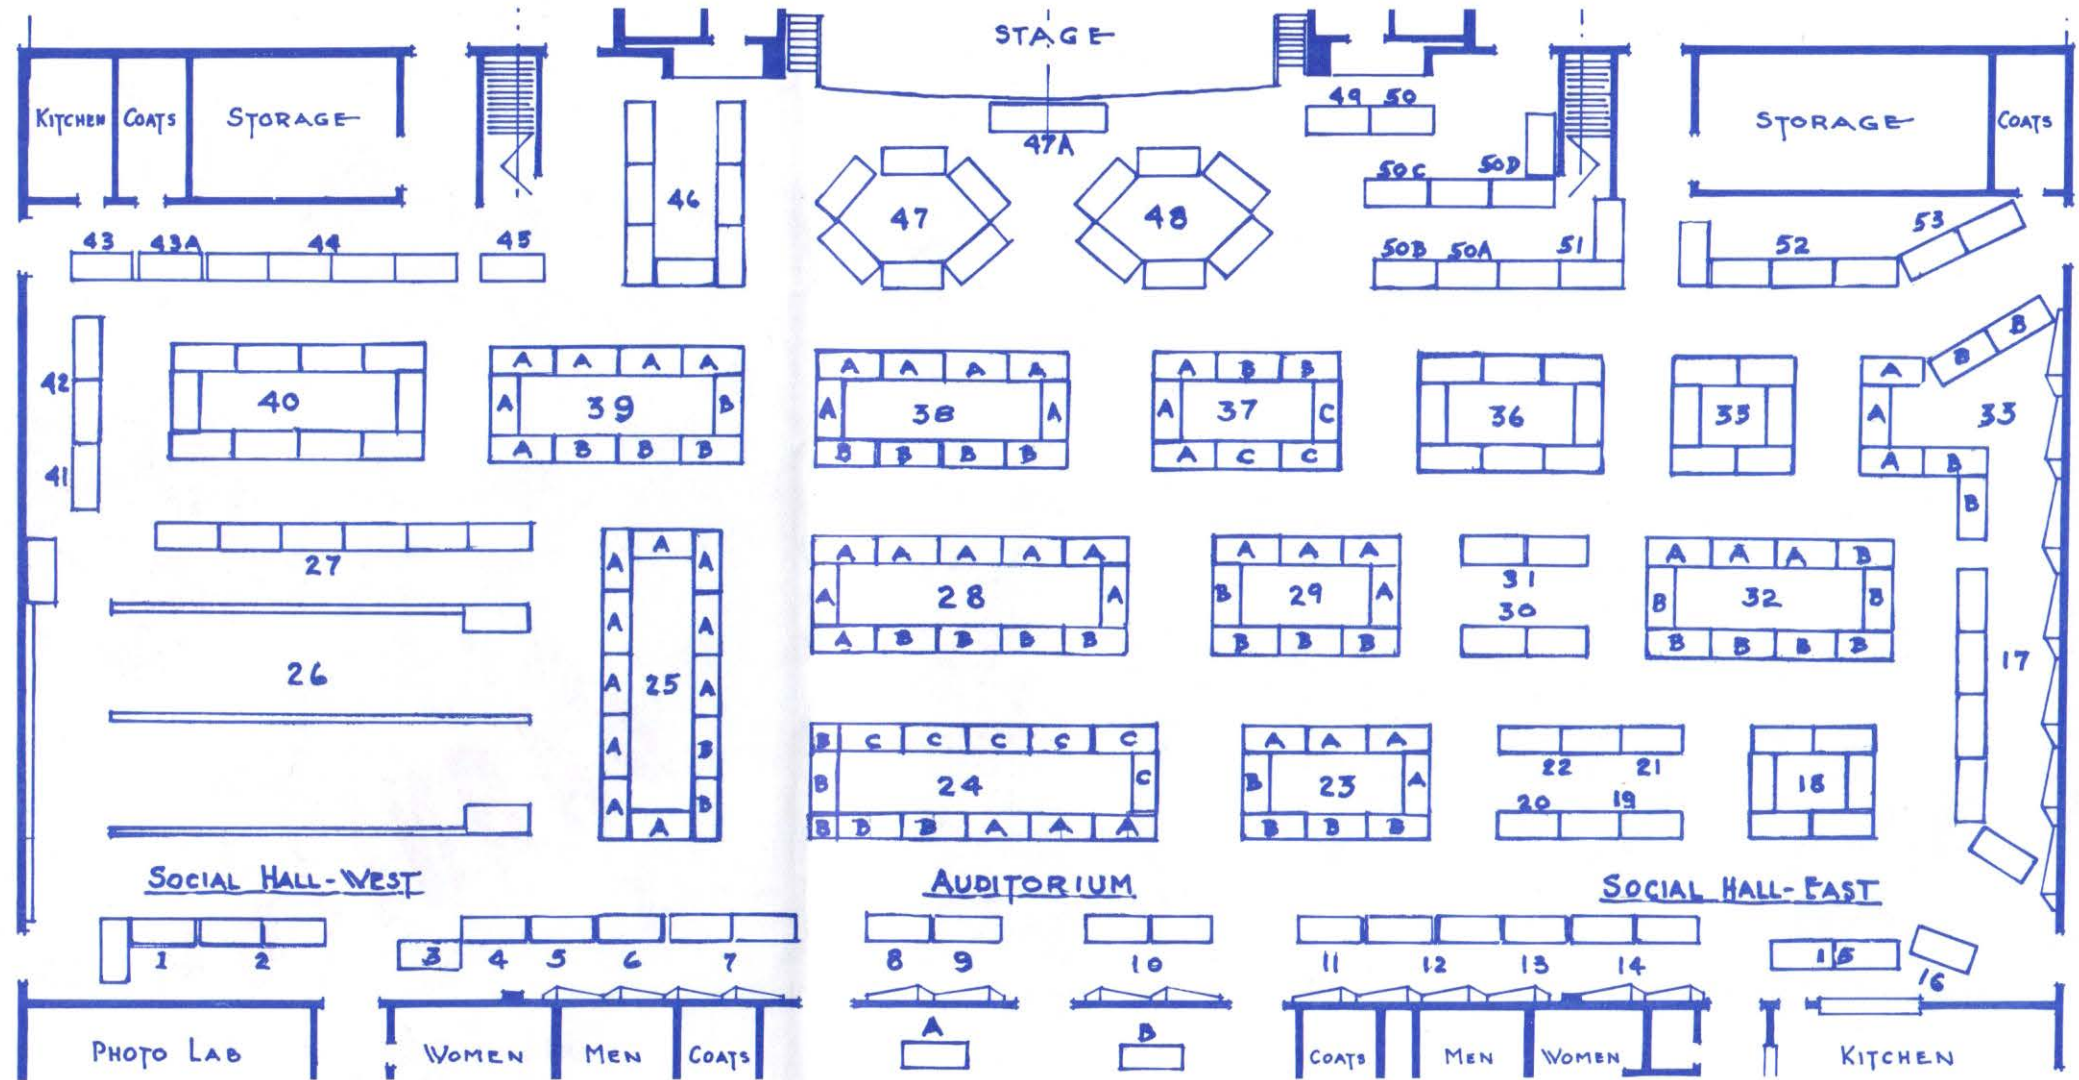 STAGE
49 50
KITCHEN COATS STORAGE STORAGE COATS
47A
50C 50D
46 47 48
43 43A 44 45 50B 50A 51 52 53
B
B
A A A A A A A A A B B A
42 40 A 39 B A 38 A A 37 C 36 35 A 33
A B B B B B B B A C C A B
41
B
27
A A A A A A A A A A A A A A B
31
A A A 28 A B 29 A 30 B 32 B
A B B B B B B B B B B B
26 A 25 A 17
A B B C C C C C A A A 22 21
A B B 24 C B 23 A 20 19 18
A B B B A A A B B B
SOCIAL HALL-WEST AUDITORIUM SOCIAL HALL-EAST
1 2 3 4 5 6 7 8 9 10 11 12 13 14 15
16
A B
PHOTO LAB WOMEN MEN COATS COATS MEN WOMEN KITCHEN